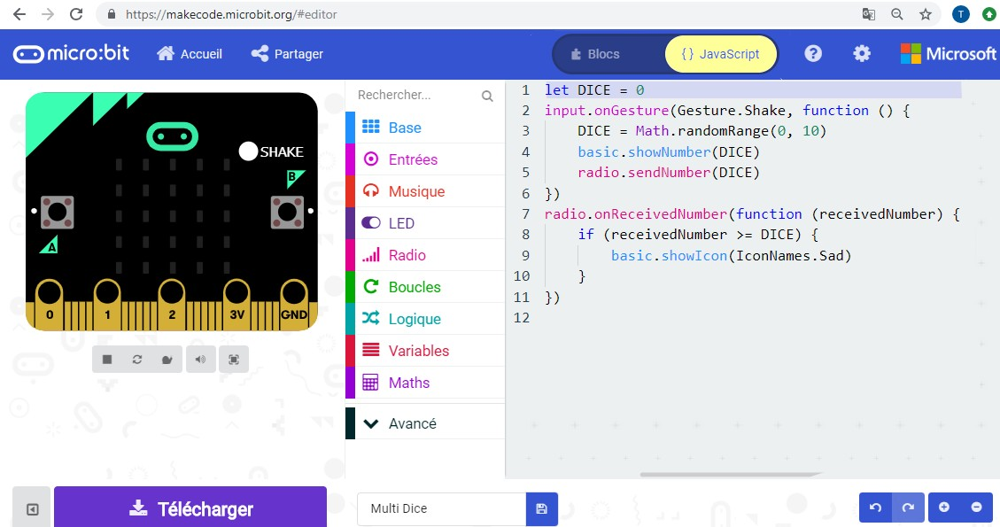 https://makecode.microbit.org/#editor
T
micro:bit
Accueil
Partager
Blocs
{} JavaScript
?
Microsoft
SHAKE
B
A
0
1
2
3V
GND
Rechercher...
Base
Entrées
Musique
LED
Radio
Boucles
Logique
Variables
Maths
Avancé
1 let DICE = 0
2 input.onGesture(Gesture.Shake, function () {
3 DICE = Math.randomRange(0, 10)
4 basic.showNumber(DICE)
5 radio.sendNumber(DICE)
6 })
7 radio.onReceivedNumber(function (receivedNumber) {
8 if (receivedNumber >= DICE) {
9 basic.showIcon(IconNames.Sad)
10 }
11 })
12
Télécharger
Multi Dice